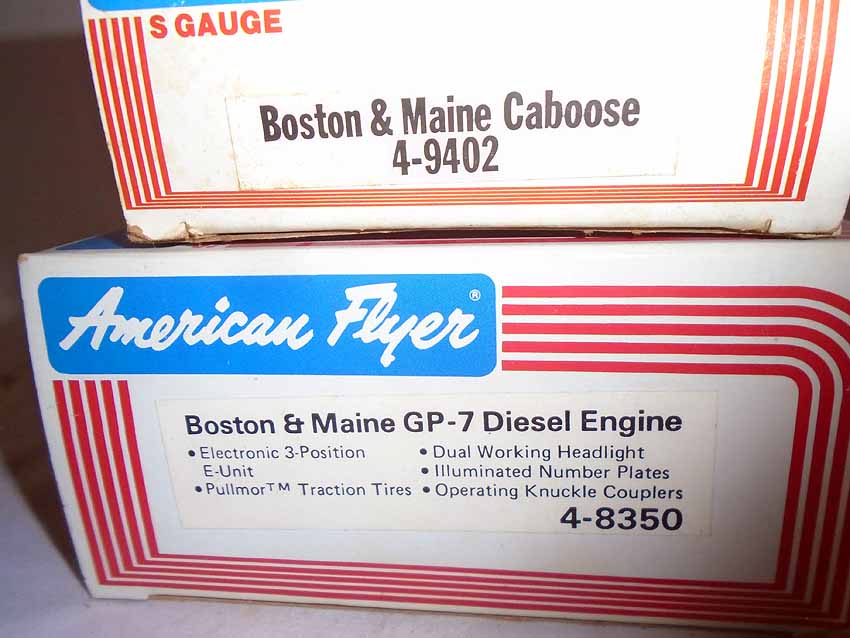 S GAUGE
Boston & Maine Caboose
4-9402
American Flyer®
Boston & Maine GP-7 Diesel Engine
• Electronic 3-Position
E-Unit
• Pullmor™ Traction Tires
• Dual Working Headlight
• Illuminated Number Plates
• Operating Knuckle Couplers
4-8350